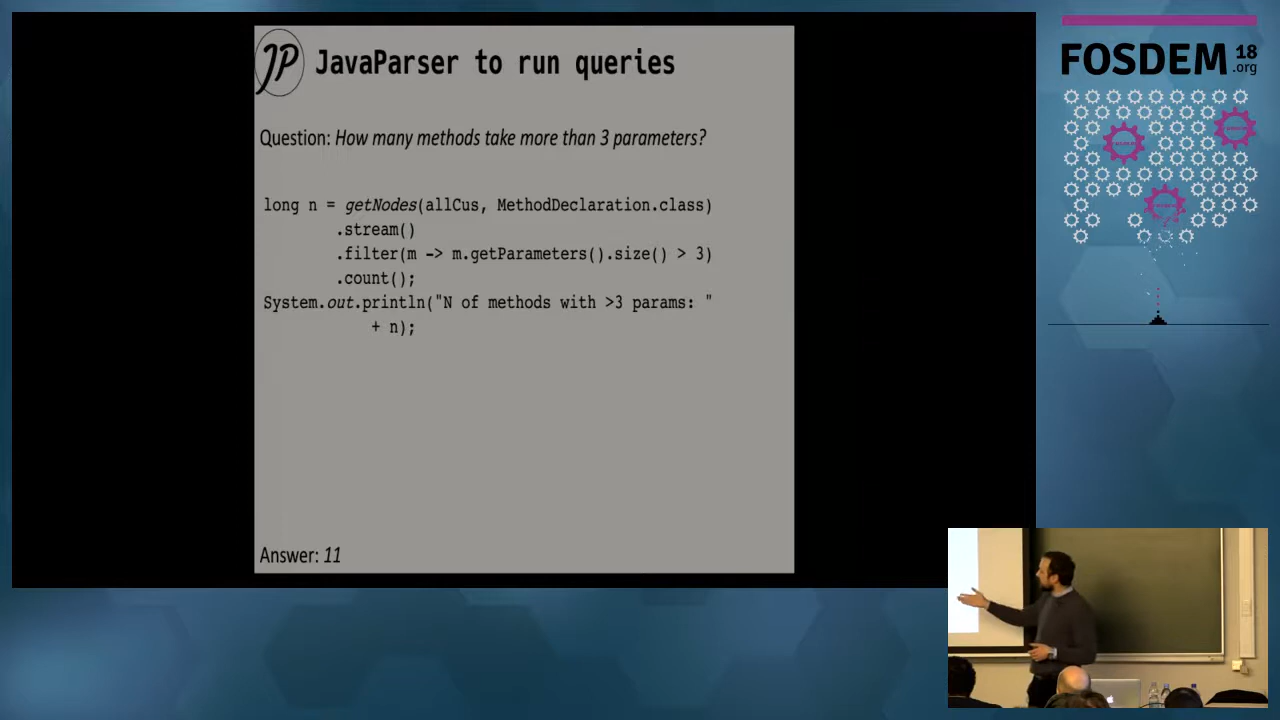 JP JavaParser to run queries
Question: How many methods take more than 3 parameters?
long n = getNodes(allCus, MethodDeclaration.class)
.stream()
.filter(m -> m.getParameters().size() > 3)
.count();
System.out.println("N of methods with >3 params: "
+ n);
Answer: 11
FOSDEM 18
.org